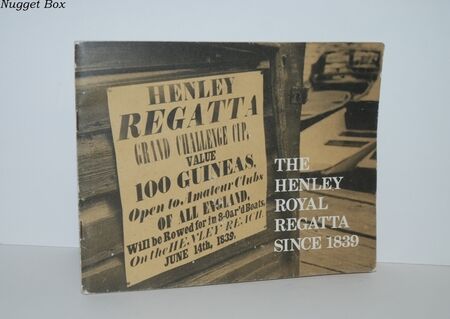 Nugget Box
HENLEY
REGATTA
GRAND CHALLENGE CUP.
VALUE
100 GUINEAS,
Open to Amateur Clubs
OF ALL ENGLAND,
Will be Rowed for in 8-Oar'd Boats,
On the HENLEY REACH.
JUNE 14th, 1839.
THE
HENLEY
ROYAL
REGATTA
SINCE 1839